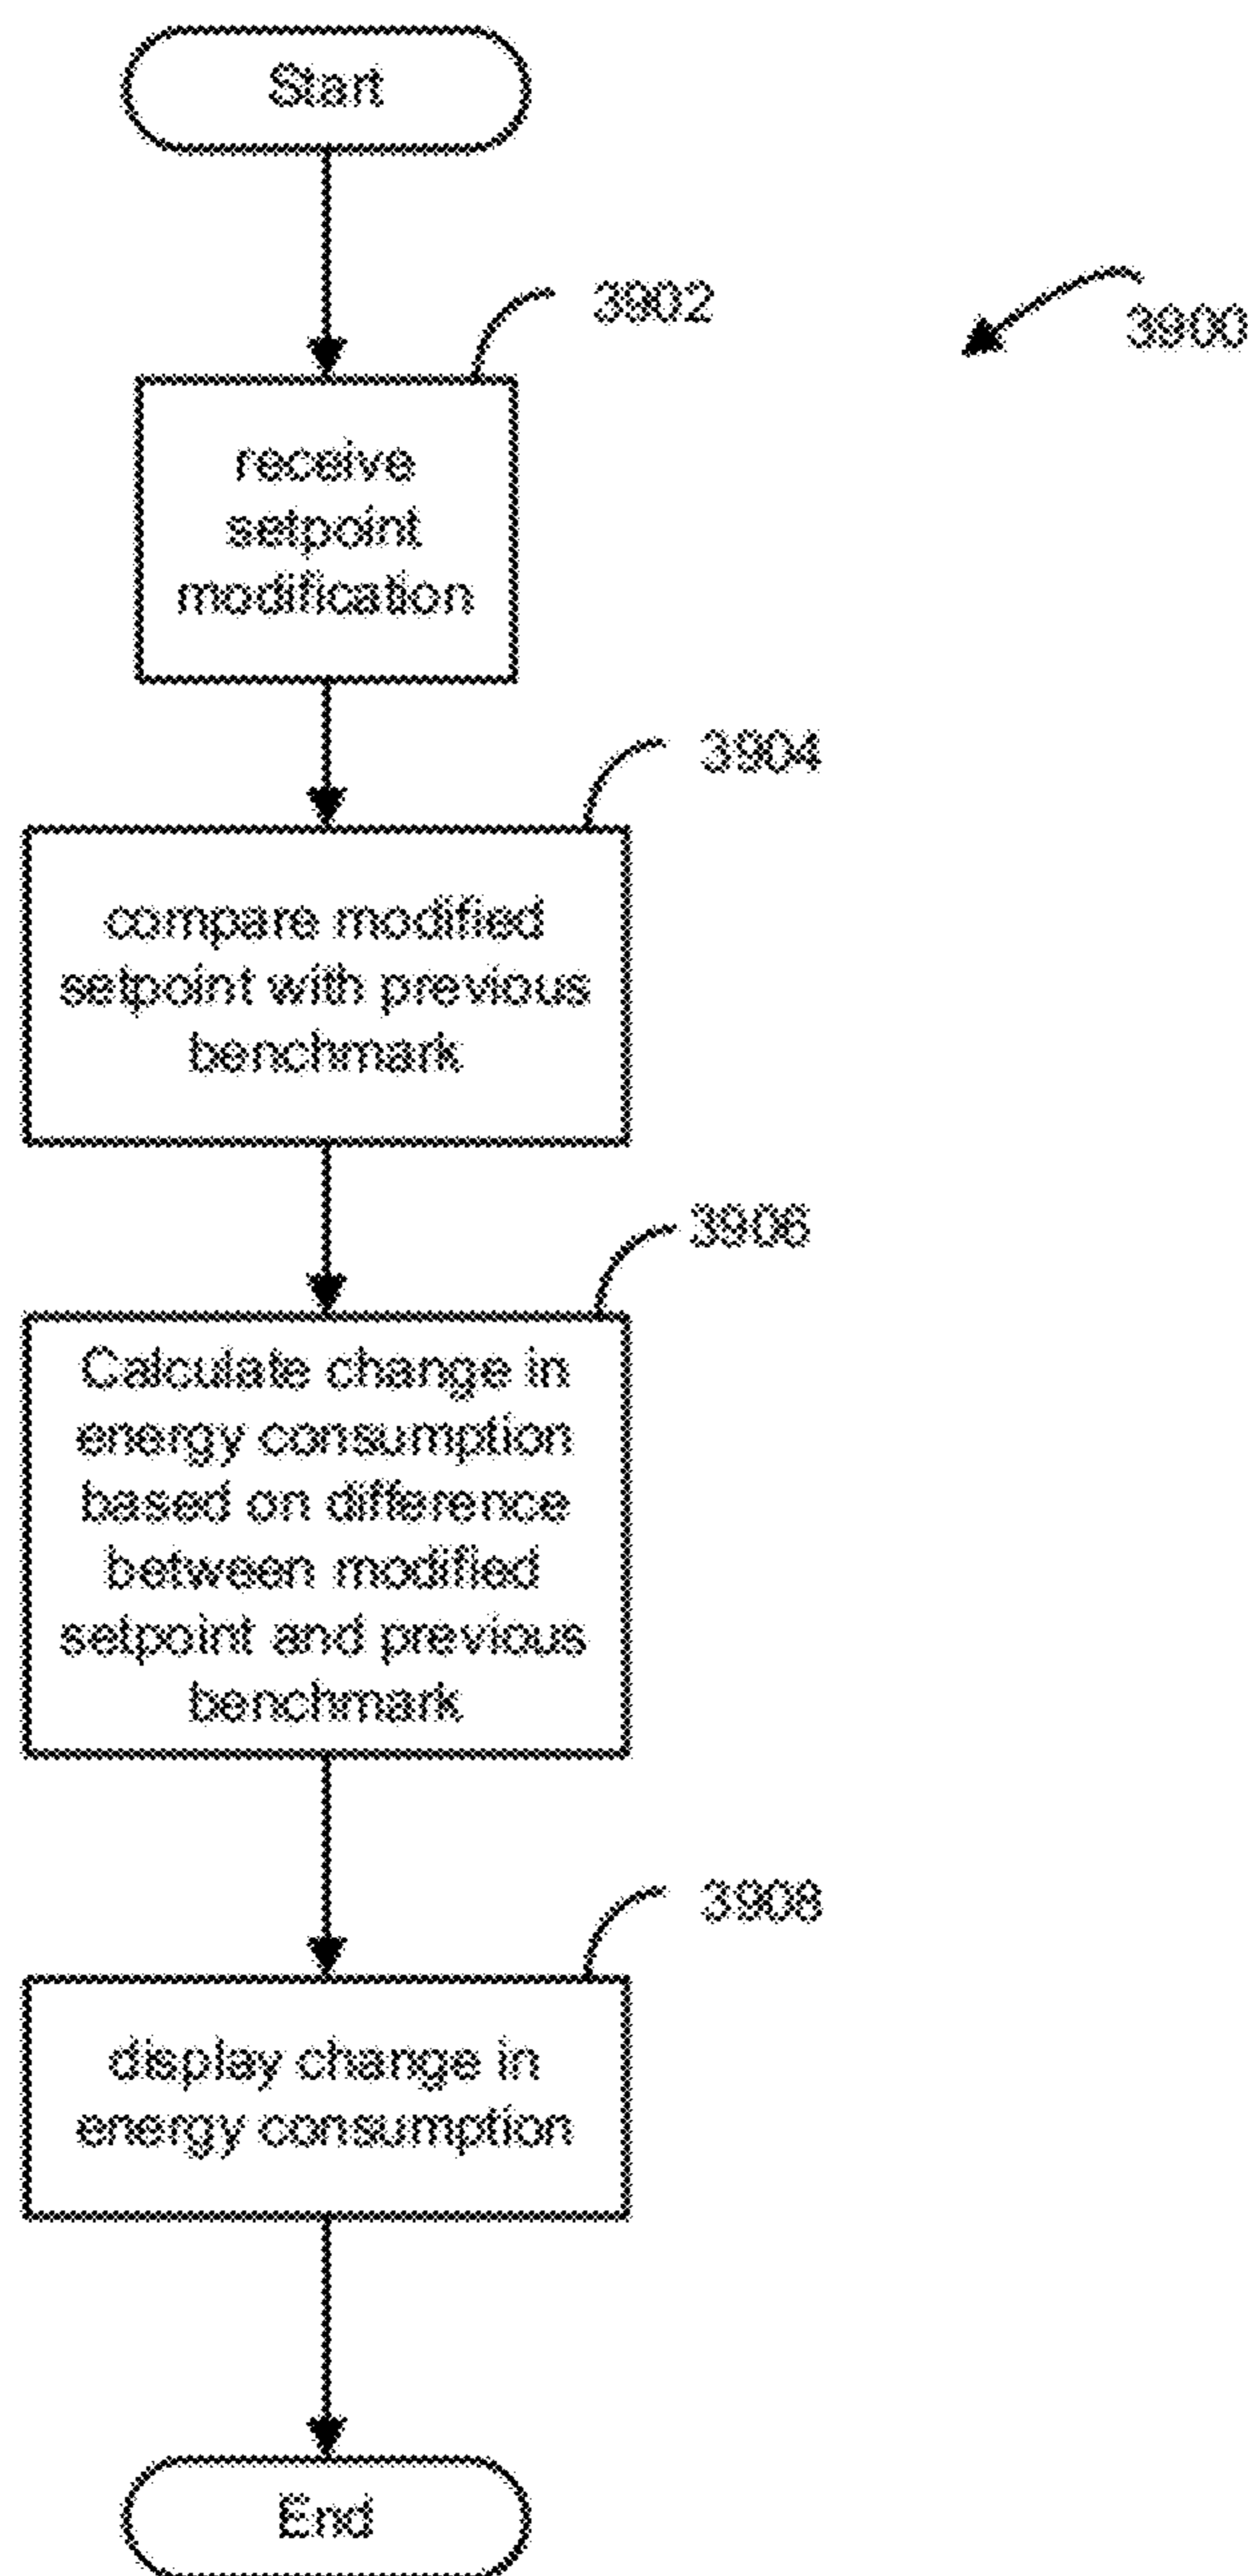 Start
3902
3900
receive
setpoint
modification
3904
compare modified
setpoint with previous
benchmark
3906
Calculate change in
energy consumption
based on difference
between modified
setpoint and previous
benchmark
3908
display change in
energy consumption
End